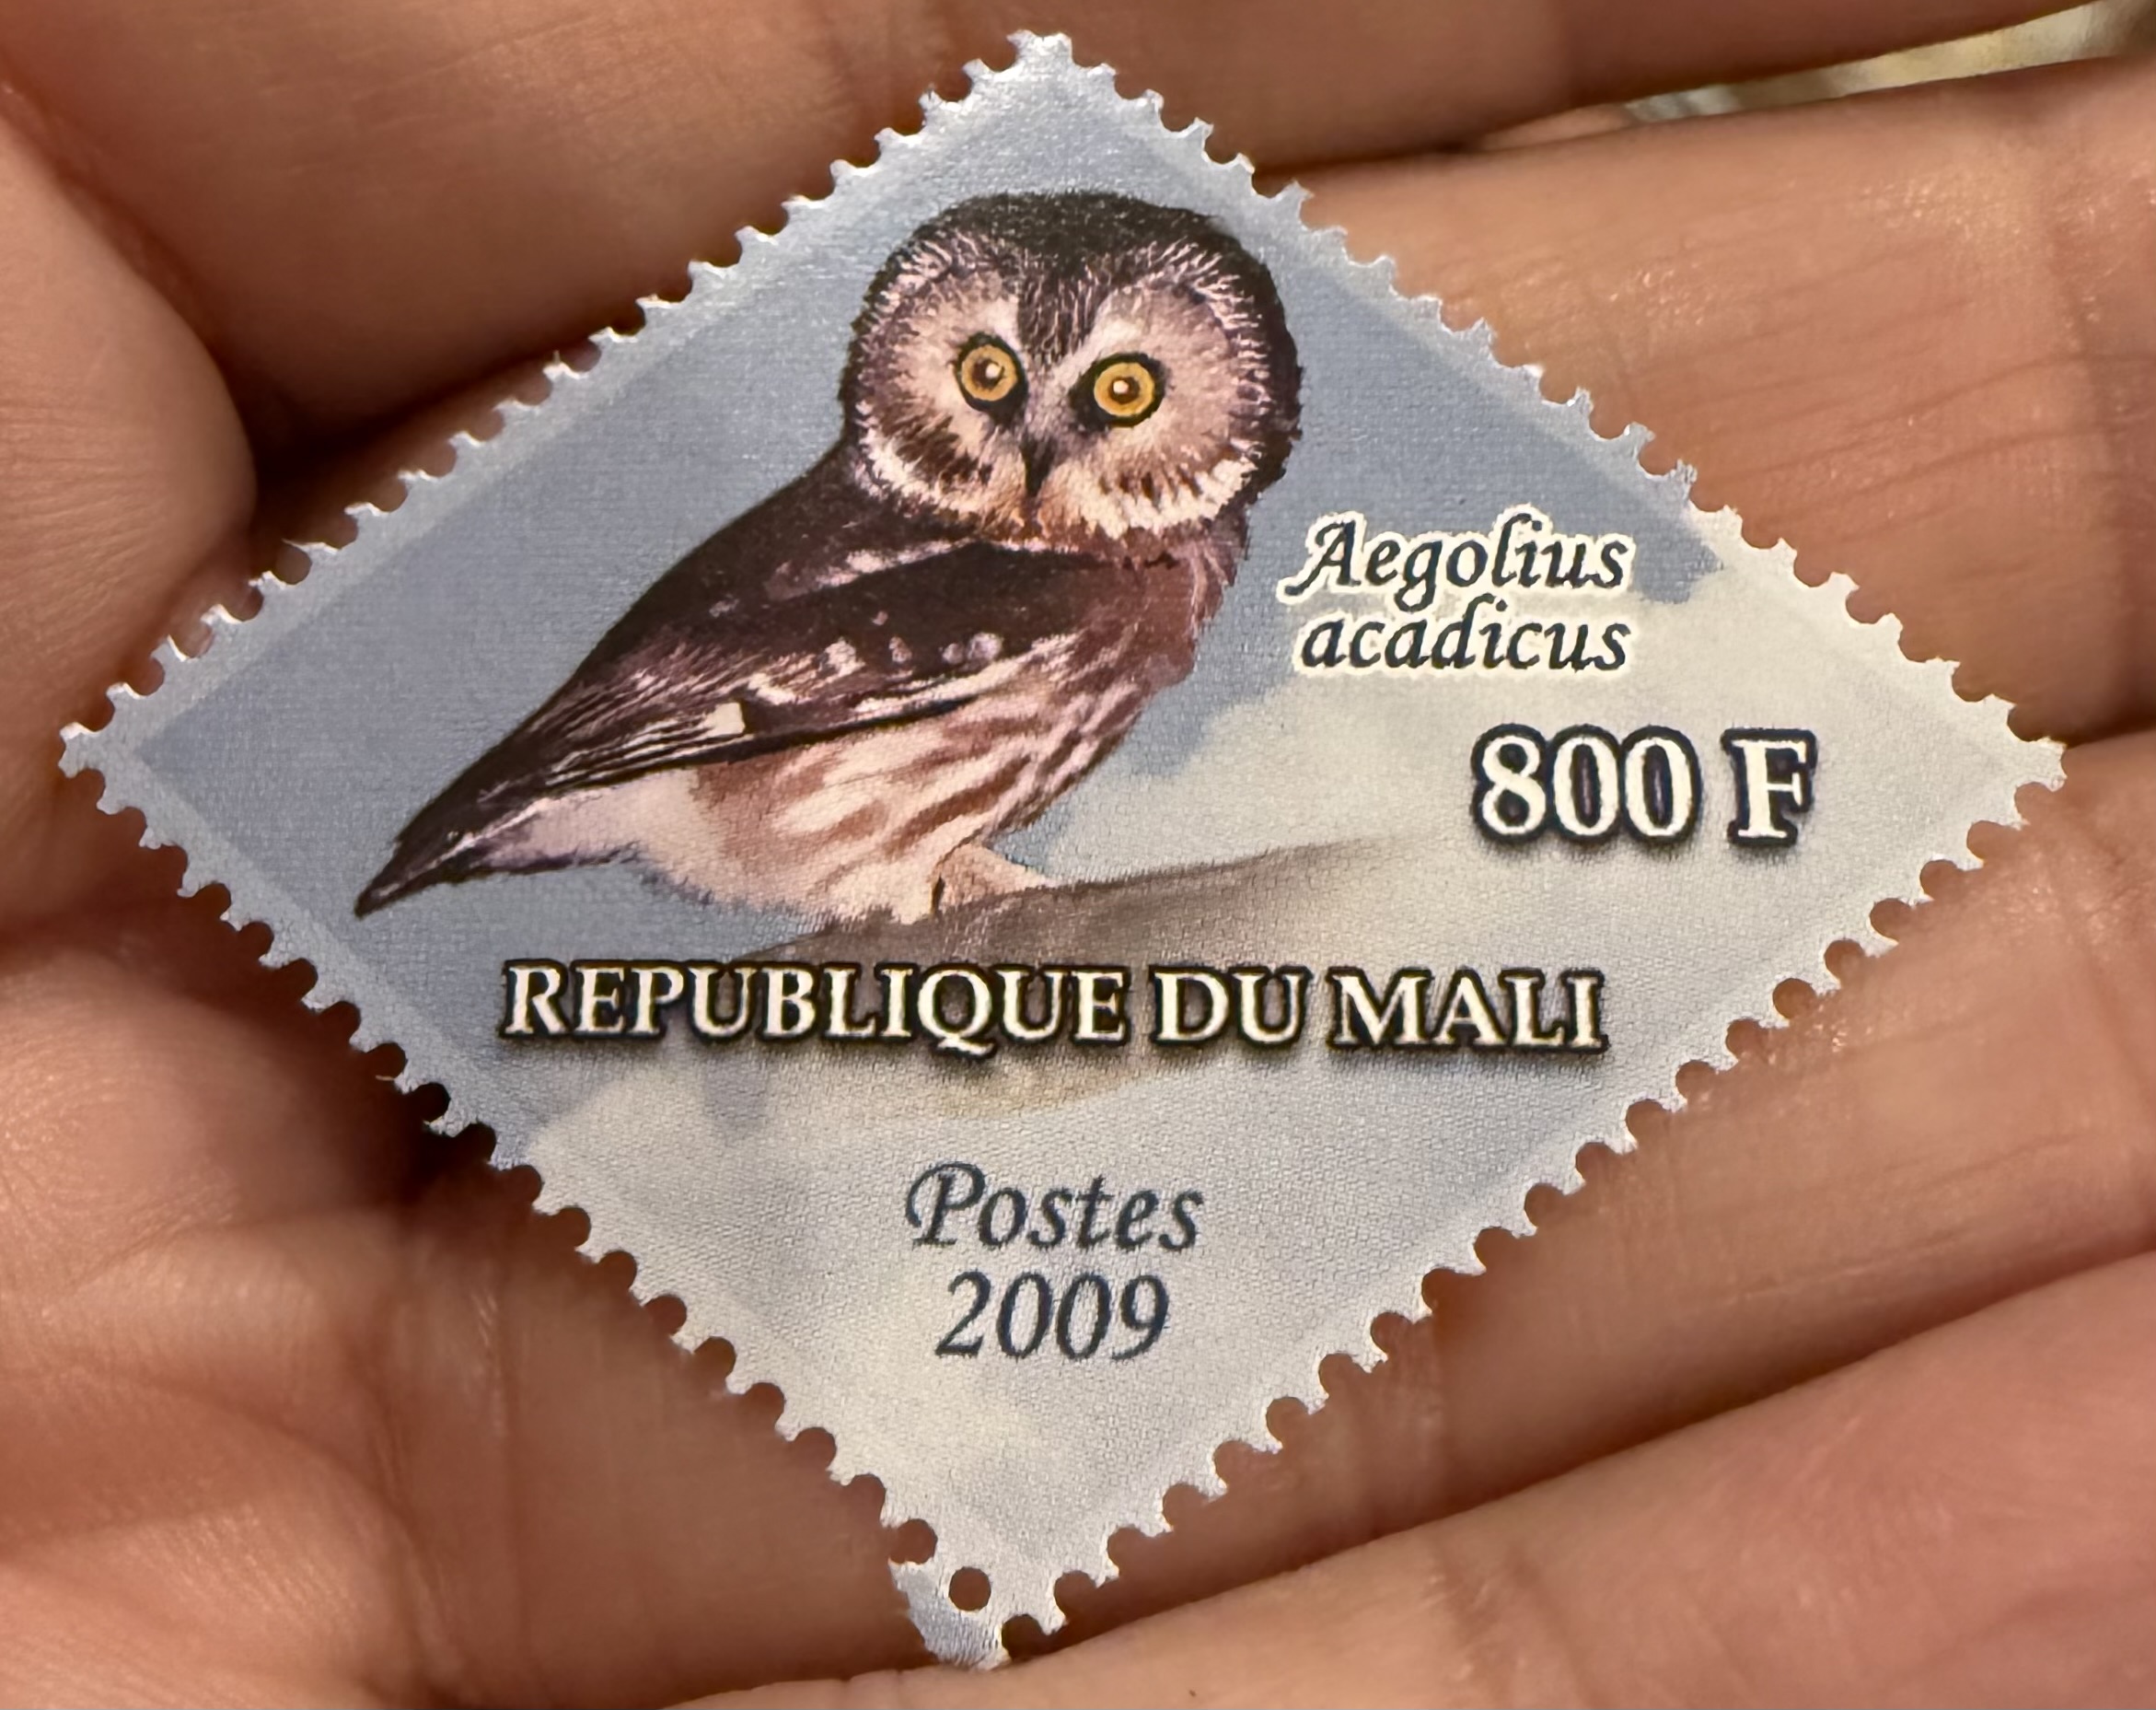 Aegolius
acadicus
800 F
REPUBLIQUE DU MALI
Postes
2009